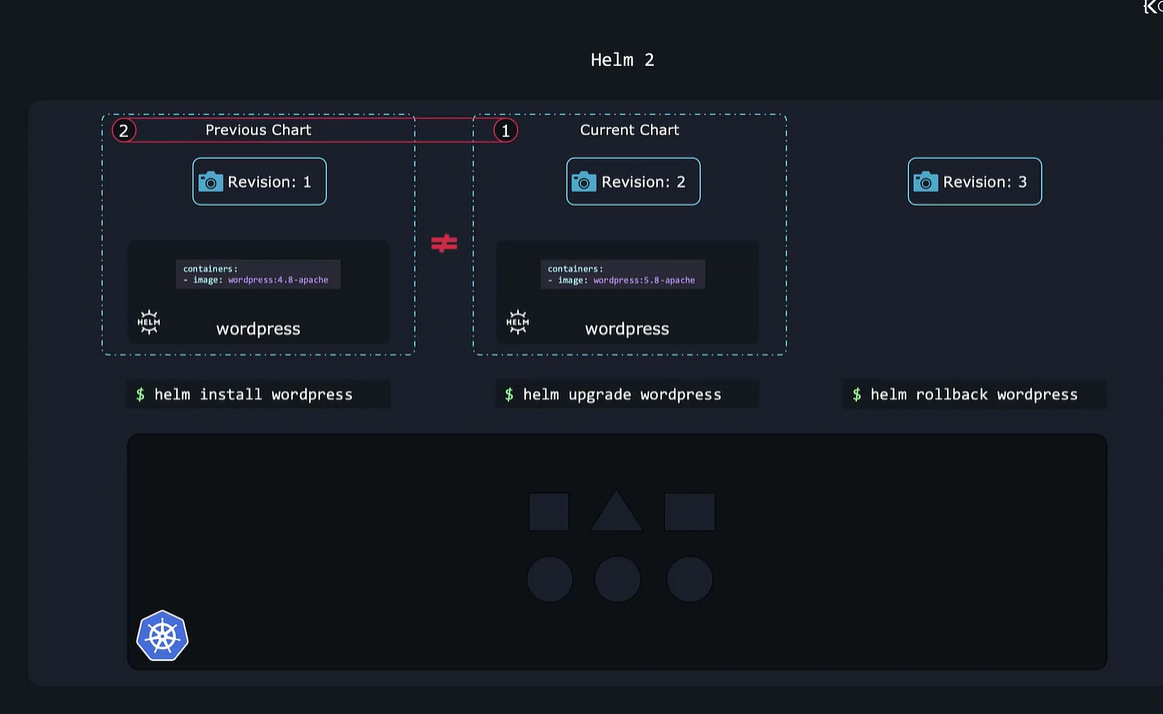 Helm 2
2
Previous Chart
1
Current Chart
Revision: 1
Revision: 2
Revision: 3
≠
containers:
- image: wordpress:4.8-apache
containers:
- image: wordpress:5.8-apache
HELM
wordpress
HELM
wordpress
$ helm install wordpress
$ helm upgrade wordpress
$ helm rollback wordpress